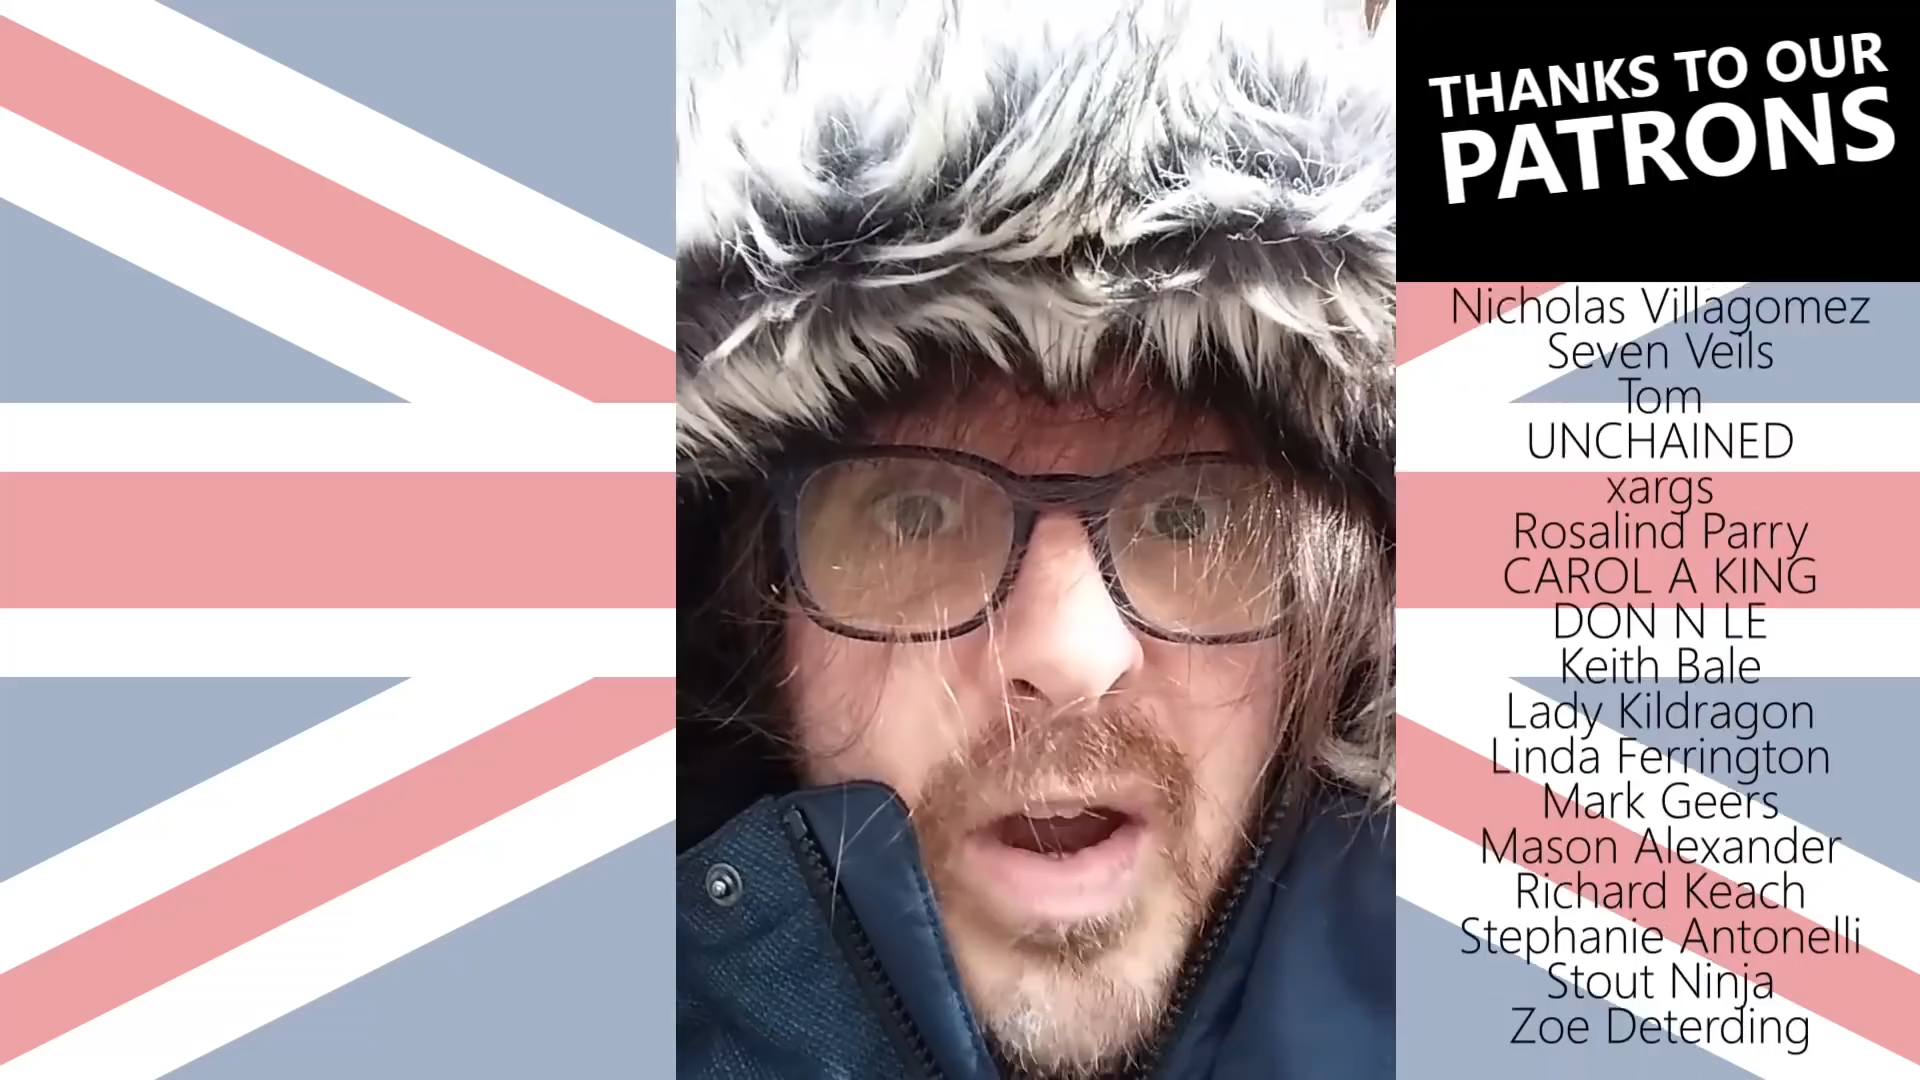 THANKS TO OUR
PATRONS
Nicholas Villagomez
Seven Veils
Tom
UNCHAINED
xargs
Rosalind Parry
CAROL A KING
DON N LE
Keith Bale
Lady Kildragon
Linda Ferrington
Mark Geers
Mason Alexander
Richard Keach
Stephanie Antonelli
Stout Ninja
Zoe Deterding